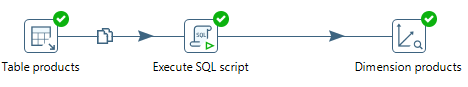 SQL
Table products
Execute SQL script
Dimension products